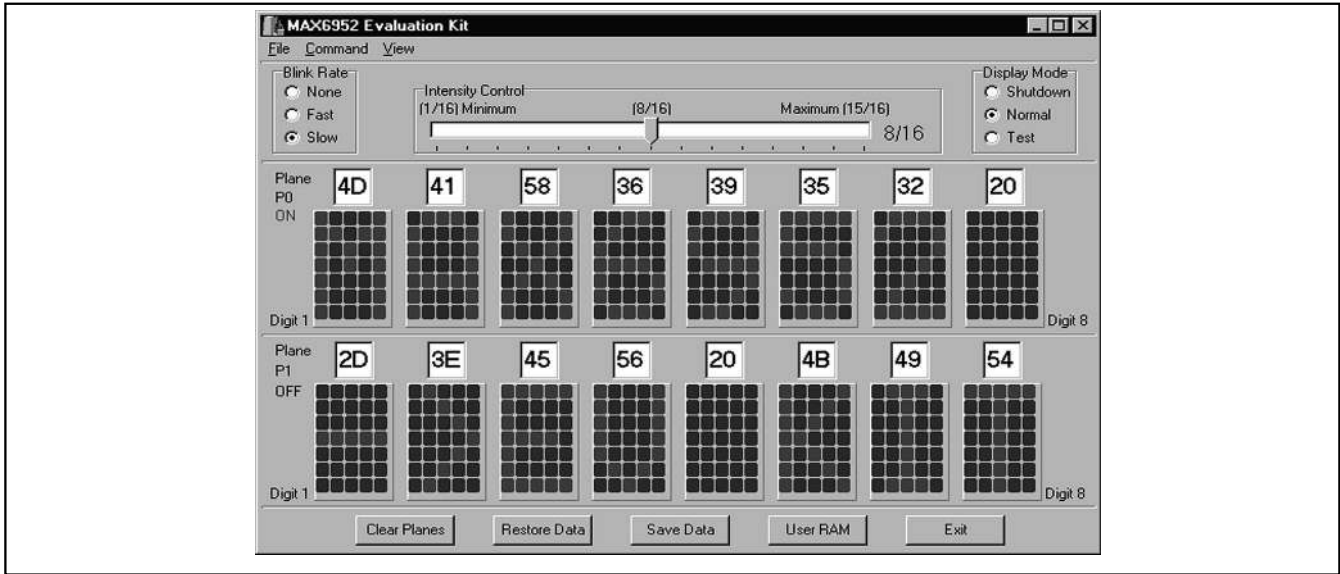 MAX6952 Evaluation Kit
File Command View
Blink Rate
None
Fast
Slow
Intensity Control
(1/16) Minimum (8/16) Maximum (15/16)
8/16
Display Mode
Shutdown
Normal
Test
Plane P0 ON
4D 41 58 36 39 35 32 20
Digit 1 Digit 8
Plane P1 OFF
2D 3E 45 56 20 4B 49 54
Digit 1 Digit 8
Clear Planes Restore Data Save Data User RAM Exit